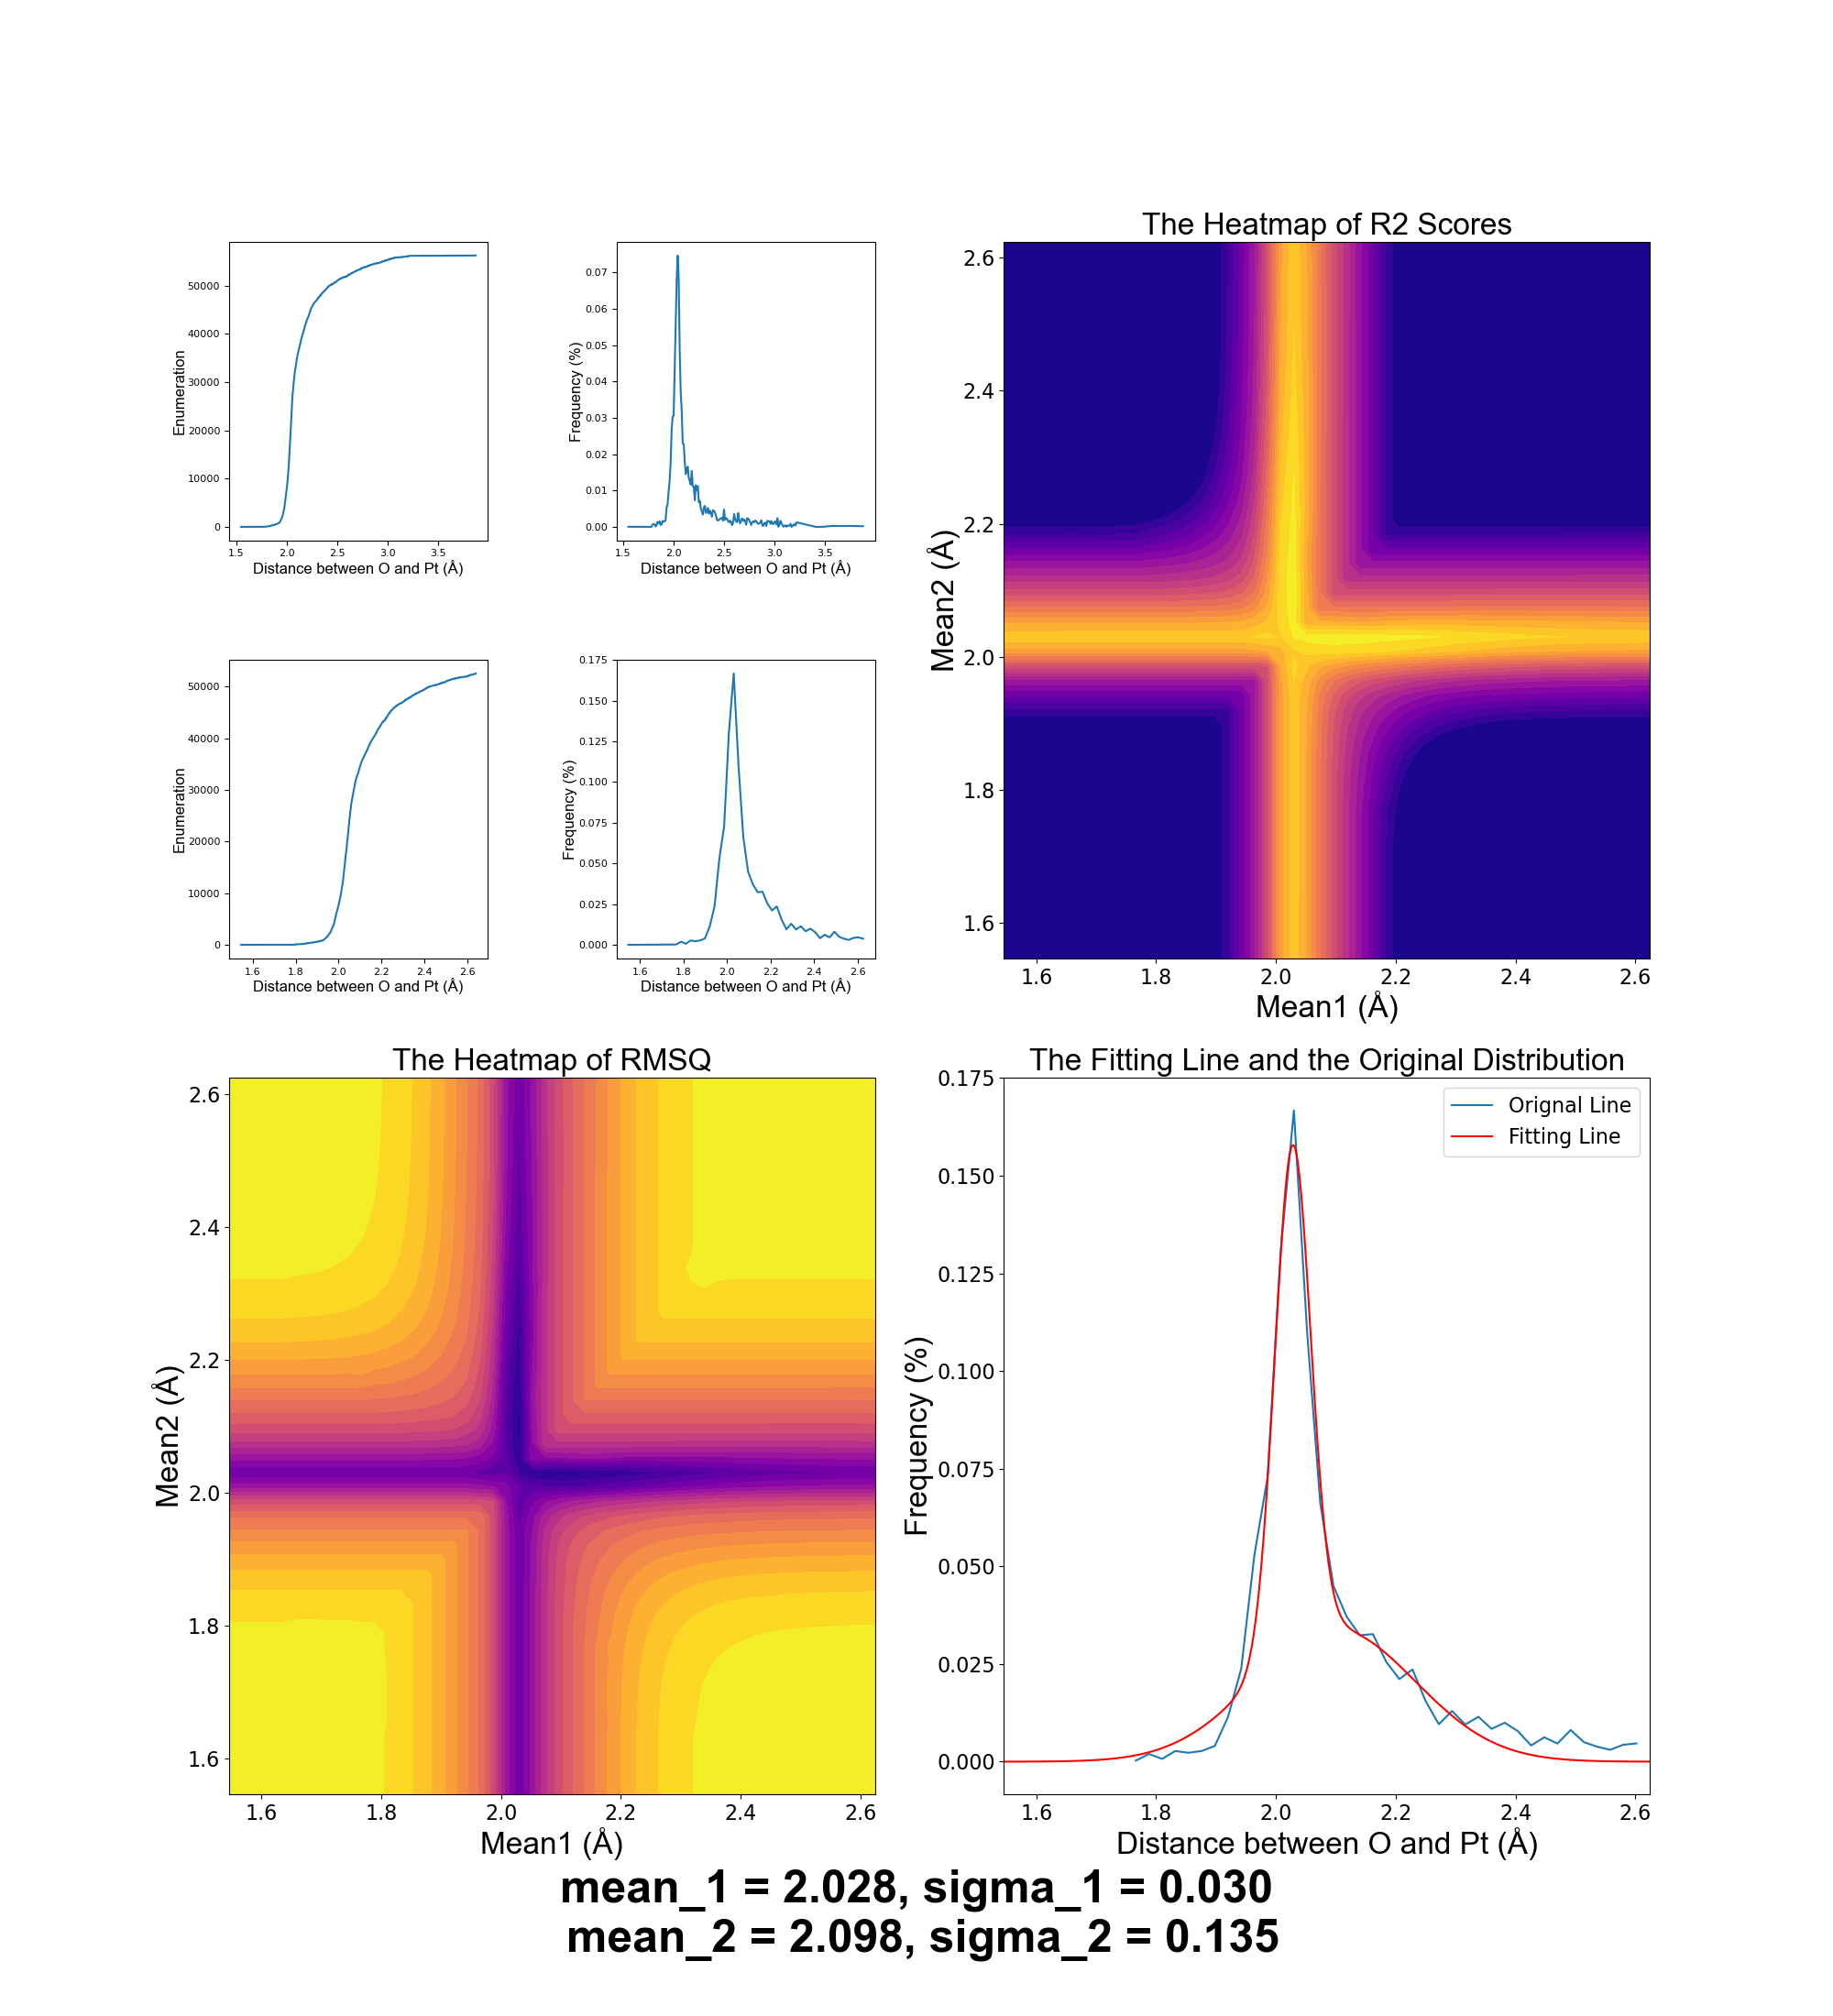 Enumeration
50000
40000
30000
20000
10000
0
1.5 2.0 2.5 3.0 3.5
Distance between O and Pt (Å)
Frequency (%)
0.07
0.06
0.05
0.04
0.03
0.02
0.01
0.00
1.5 2.0 2.5 3.0 3.5
Distance between O and Pt (Å)
The Heatmap of R2 Scores
Mean2 (Å)
2.6
2.4
2.2
2.0
1.8
1.6
1.6 1.8 2.0 2.2 2.4 2.6
Mean1 (Å)
Enumeration
50000
40000
30000
20000
10000
0
1.6 1.8 2.0 2.2 2.4 2.6
Distance between O and Pt (Å)
Frequency (%)
0.175
0.150
0.125
0.100
0.075
0.050
0.025
0.000
1.6 1.8 2.0 2.2 2.4 2.6
Distance between O and Pt (Å)
The Heatmap of RMSQ
Mean2 (Å)
2.6
2.4
2.2
2.0
1.8
1.6
1.6 1.8 2.0 2.2 2.4 2.6
Mean1 (Å)
The Fitting Line and the Original Distribution
Orignal Line
Fitting Line
Frequency (%)
0.175
0.150
0.125
0.100
0.075
0.050
0.025
0.000
1.6 1.8 2.0 2.2 2.4 2.6
Distance between O and Pt (Å)
mean_1 = 2.028, sigma_1 = 0.030
mean_2 = 2.098, sigma_2 = 0.135